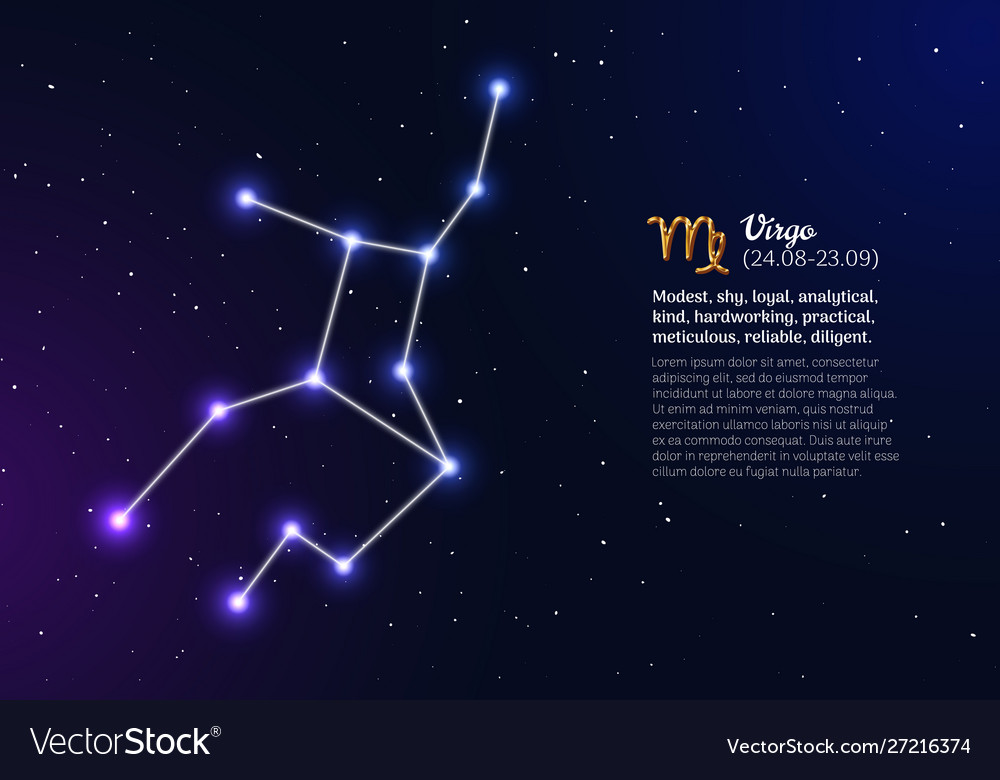 Virgo
(24.08-23.09)
Modest, shy, loyal, analytical,
kind, hardworking, practical,
meticulous, reliable, diligent.
Lorem ipsum dolor sit amet, consectetur
adipiscing elit, sed do eiusmod tempor
incididunt ut labore et dolore magna aliqua.
Ut enim ad minim veniam, quis nostrud
exercitation ullamco laboris nisi ut aliquip
ex ea commodo consequat. Duis aute irure
dolor in reprehenderit in voluptate velit esse
cillum dolore eu fugiat nulla pariatur.
VectorStock®
VectorStock.com/27216374